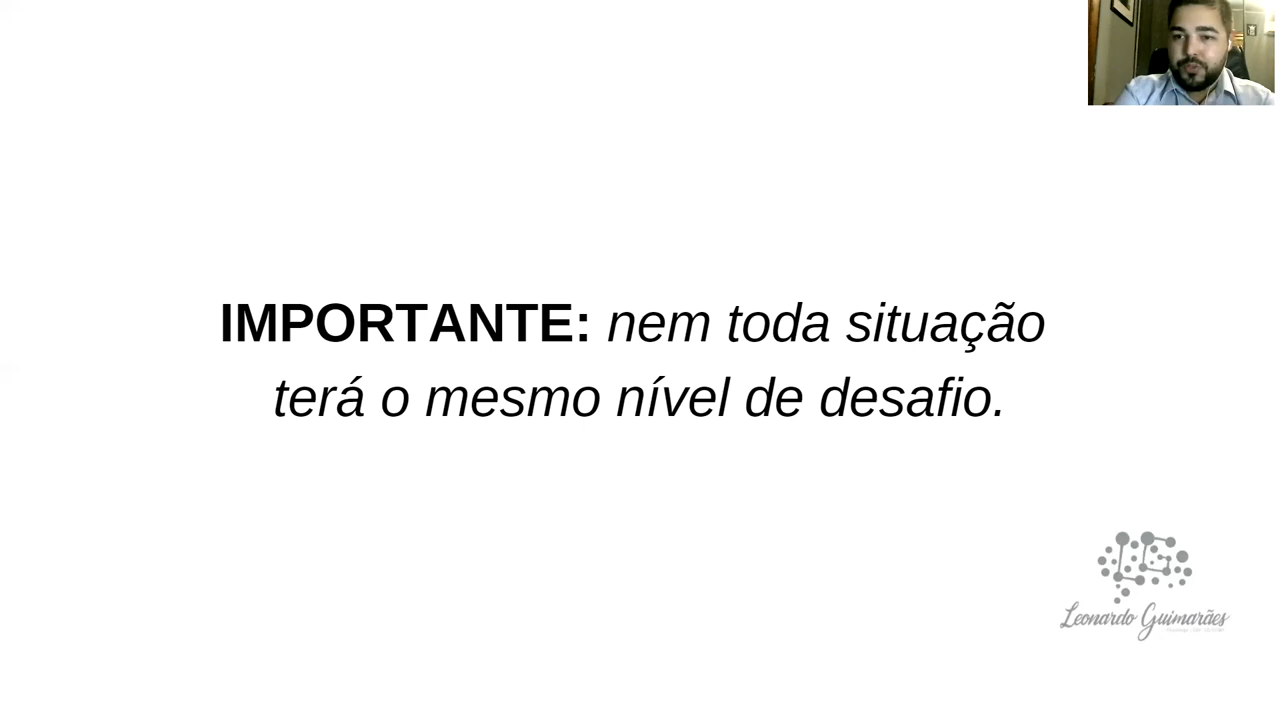 IMPORTANTE: nem toda situação
terá o mesmo nível de desafio.
Leonardo Guimarães